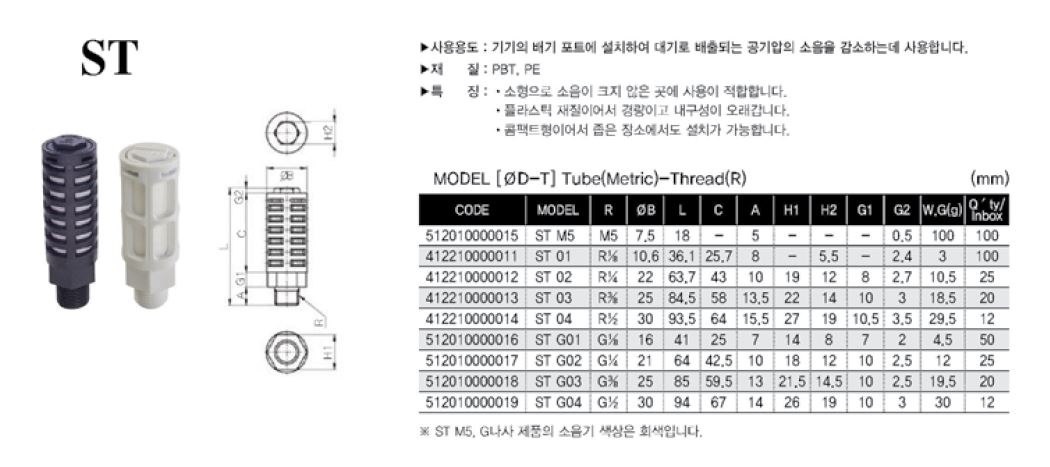 ST
▶사용용도 : 기기의 배기 포트에 설치하여 대기로 배출되는 공기압의 소음을 감소하는데 사용합니다.
▶재 질 : PBT, PE
▶특 징 : • 소형으로 소음이 크지 않은 곳에 사용이 적합합니다.
• 플라스틱 재질이어서 경량이고 내구성이 오래갑니다.
• 콤팩트형이어서 좁은 장소에서도 설치가 가능합니다.
H2
ØB
G2
L
C
G1
A
R
H1
MODEL [ØD-T] Tube(Metric)-Thread(R) (mm)
CODE MODEL R ØB L C A H1 H2 G1 G2 W.G(g) Q´ty/Inbox
512010000015 ST M5 M5 7.5 18 – 5 – – – 0.5 100 100
412210000011 ST 01 R⅛ 10.6 36.1 25.7 8 – 5.5 – 2.4 3 100
412210000012 ST 02 R¼ 22 63.7 43 10 19 12 8 2.7 10.5 25
412210000013 ST 03 R⅜ 25 84.5 58 13.5 22 14 10 3 18.5 20
412210000014 ST 04 R½ 30 93.5 64 15.5 27 19 10.5 3.5 29.5 12
512010000016 ST G01 G⅛ 16 41 25 7 14 8 7 2 4.5 50
512010000017 ST G02 G¼ 21 64 42.5 10 18 12 10 2.5 12 25
512010000018 ST G03 G⅜ 25 85 59.5 13 21.5 14.5 10 2.5 19.5 20
512010000019 ST G04 G½ 30 94 67 14 26 19 10 3 30 12
※ ST M5, G나사 제품의 소음기 색상은 회색입니다.